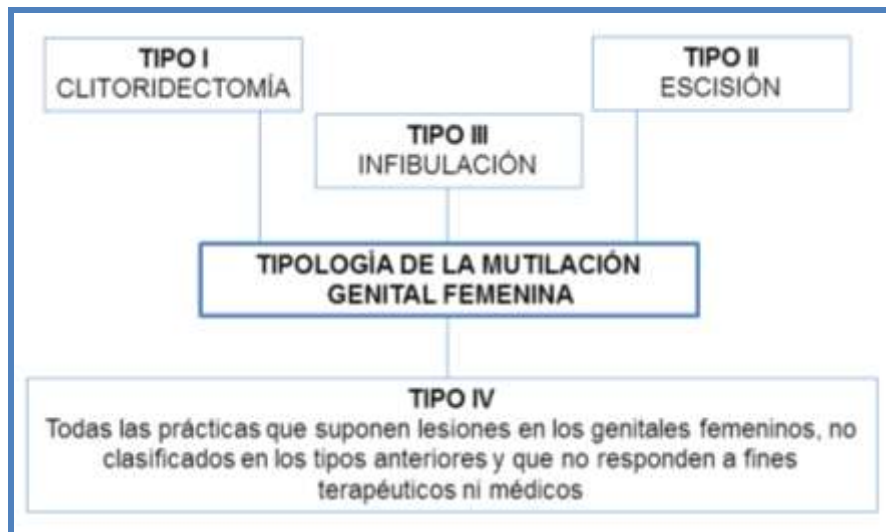 TIPO I
CLITORIDECTOMÍA
TIPO II
ESCISIÓN
TIPO III
INFIBULACIÓN
TIPOLOGÍA DE LA MUTILACIÓN
GENITAL FEMENINA
TIPO IV
Todas las prácticas que suponen lesiones en los genitales femeninos, no
clasificados en los tipos anteriores y que no responden a fines
terapéuticos ni médicos